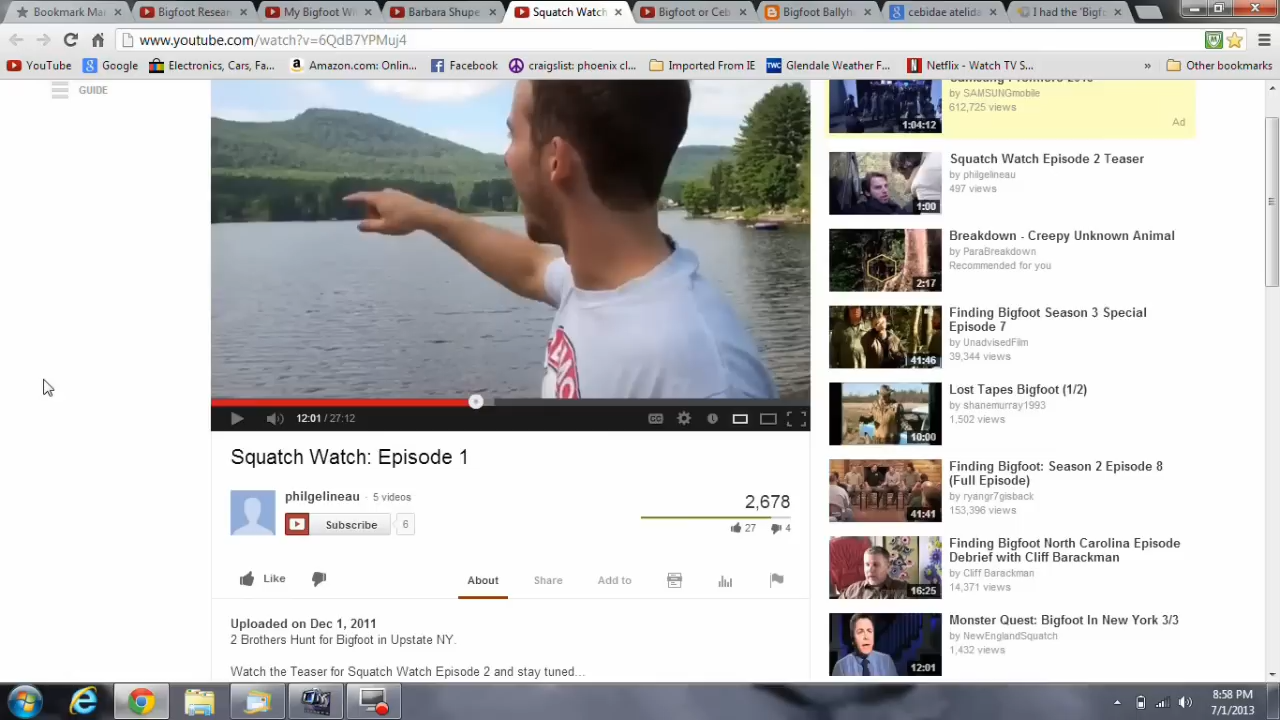 Bookmark Mar
Bigfoot Resear
My Bigfoot Wi
Barbara Shupe
Squatch Watch
Bigfoot or Ceb
Bigfoot Ballyh
cebidae atelida
I had the 'Bigf
www.youtube.com/watch?v=6QdB7YPMuj4
YouTube
Google
Electronics, Cars, Fa...
Amazon.com: Onlin...
Facebook
craigslist: phoenix cl...
Imported From IE
Glendale Weather F...
Netflix - Watch TV S...
»
Other bookmarks
GUIDE
by SAMSUNGmobile
612,725 views
Ad
1:04:12
Squatch Watch Episode 2 Teaser
by philgelineau
497 views
1:00
Breakdown - Creepy Unknown Animal
by ParaBreakdown
Recommended for you
2:17
Finding Bigfoot Season 3 Special
Episode 7
by UnadvisedFilm
39,344 views
41:46
Lost Tapes Bigfoot (1/2)
by shanemurray1993
1,502 views
10:00
Finding Bigfoot: Season 2 Episode 8
(Full Episode)
by ryangr7gisback
153,396 views
41:41
Finding Bigfoot North Carolina Episode
Debrief with Cliff Barackman
by Cliff Barackman
14,371 views
16:25
Monster Quest: Bigfoot In New York 3/3
by NewEnglandSquatch
1,432 views
12:01
12:01 / 27:12
Squatch Watch: Episode 1
philgelineau · 5 videos
Subscribe 6
2,678
27 4
Like
About Share Add to
Uploaded on Dec 1, 2011
2 Brothers Hunt for Bigfoot in Upstate NY.
Watch the Teaser for Squatch Watch Episode 2 and stay tuned...
8:58 PM
7/1/2013